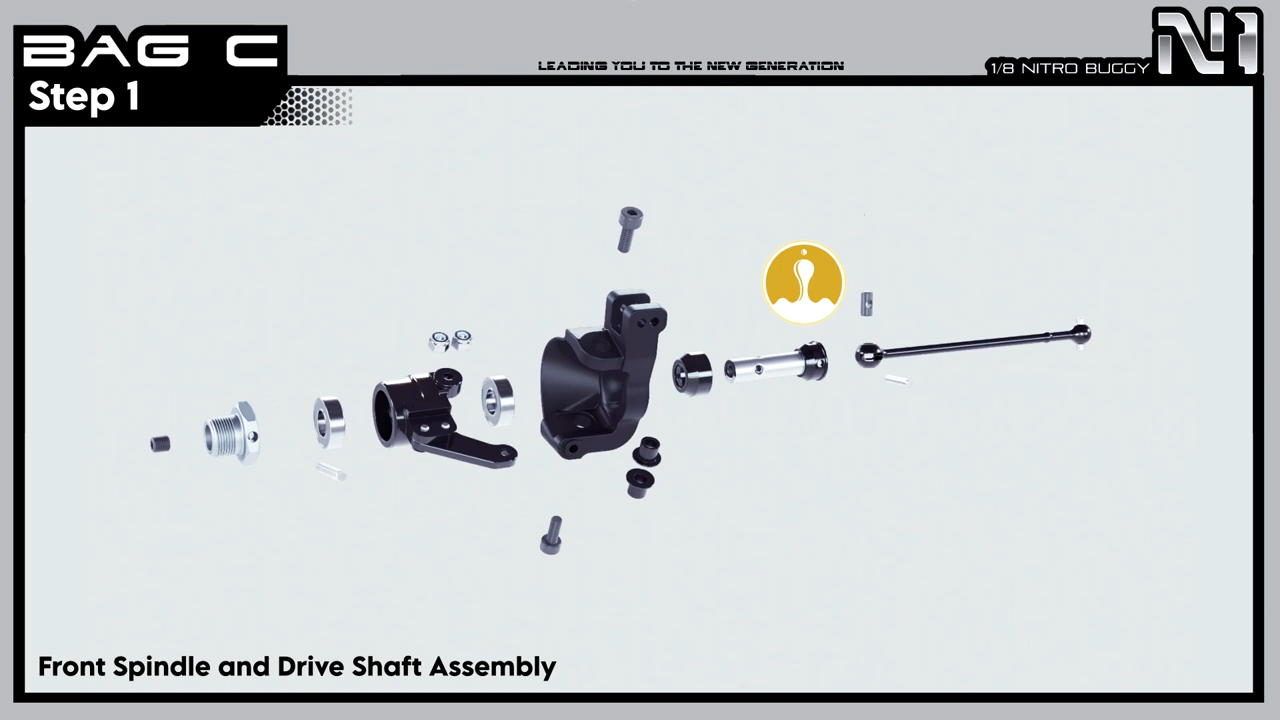 BAG C
Step 1
LEADING YOU TO THE NEW GENERATION
1/8 NITRO BUGGY
N1
Front Spindle and Drive Shaft Assembly